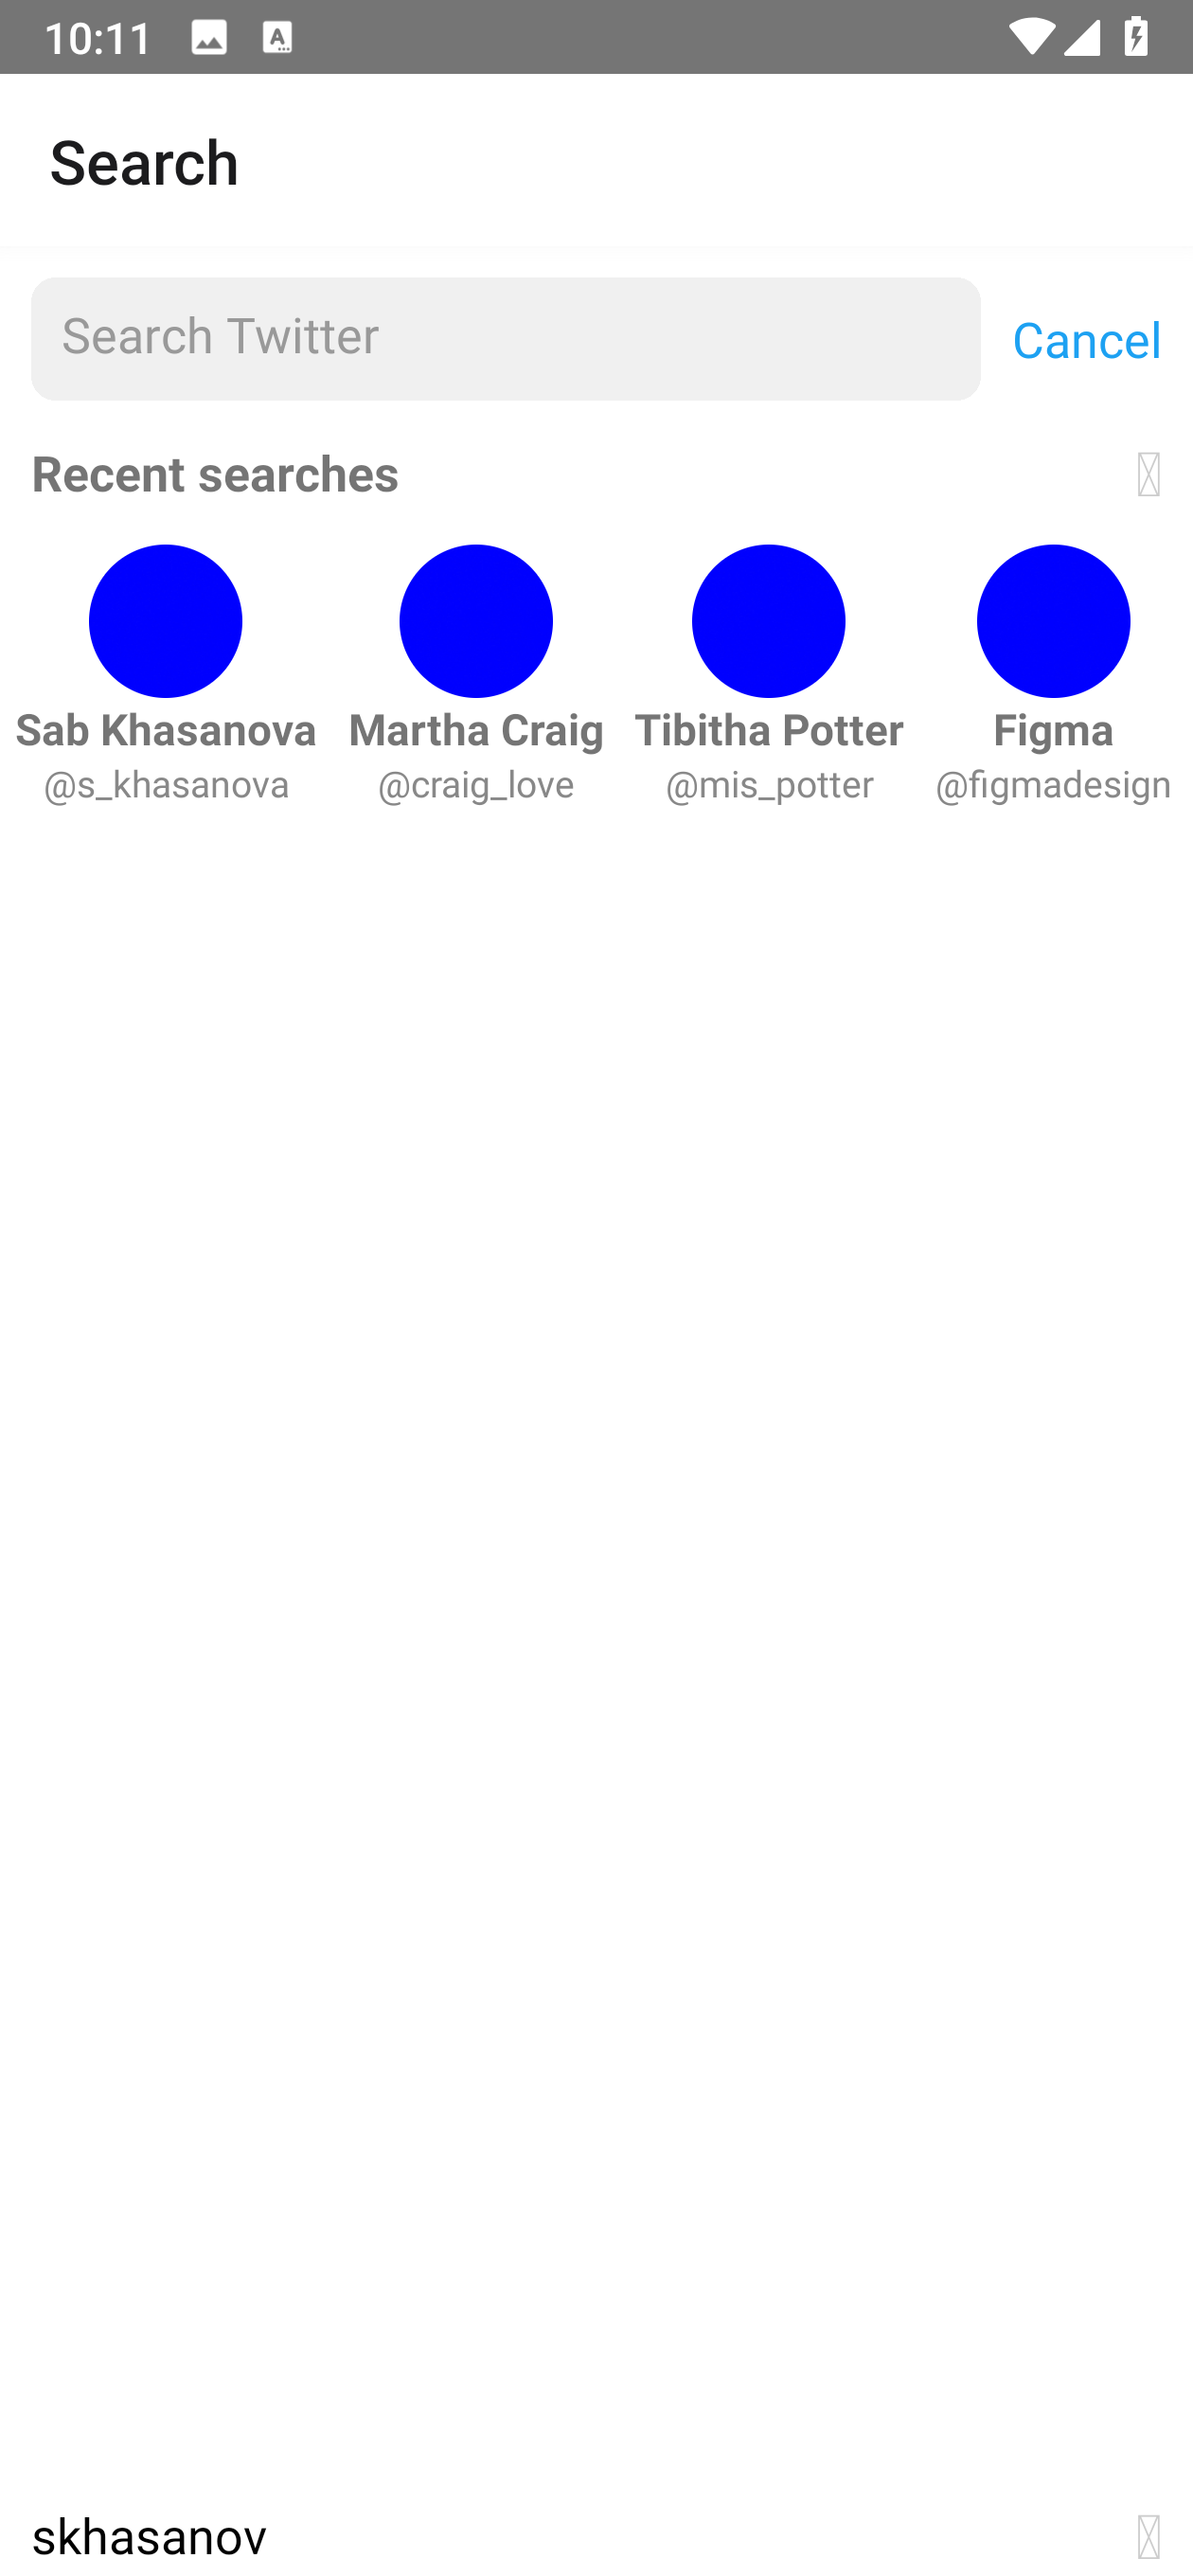 10:11
Search
Search Twitter
Cancel
Recent searches
Sab Khasanova
Martha Craig
Tibitha Potter
Figma
@s_khasanova
@craig_love
@mis_potter
@figmadesign
skhasanov